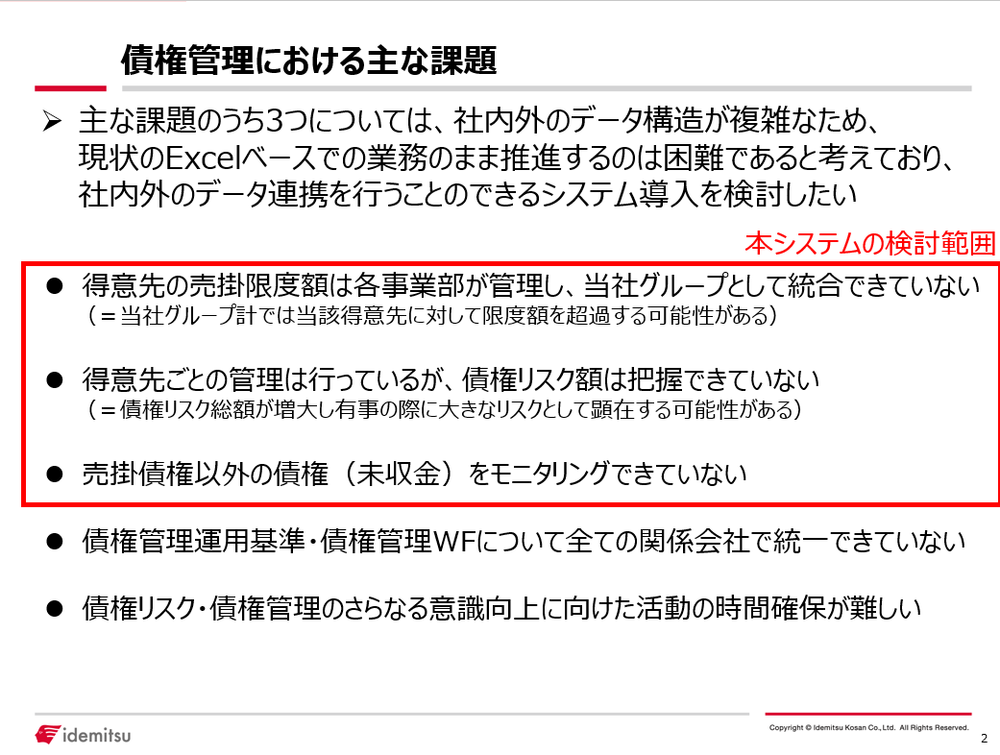 債権管理における主な課題
➢ 主な課題のうち3つについては、社内外のデータ構造が複雑なため、
現状のExcelベースでの業務のまま推進するのは困難であると考えており、
社内外のデータ連携を行うことのできるシステム導入を検討したい
本システムの検討範囲
● 得意先の売掛限度額は各事業部が管理し、当社グループとして統合できていない
（＝当社グループ計では当該得意先に対して限度額を超過する可能性がある）
● 得意先ごとの管理は行っているが、債権リスク額は把握できていない
（＝債権リスク総額が増大し有事の際に大きなリスクとして顕在する可能性がある）
● 売掛債権以外の債権（未収金）をモニタリングできていない
● 債権管理運用基準・債権管理WFについて全ての関係会社で統一できていない
● 債権リスク・債権管理のさらなる意識向上に向けた活動の時間確保が難しい
idemitsu
Copyright © Idemitsu Kosan Co., Ltd. All Rights Reserved.
2